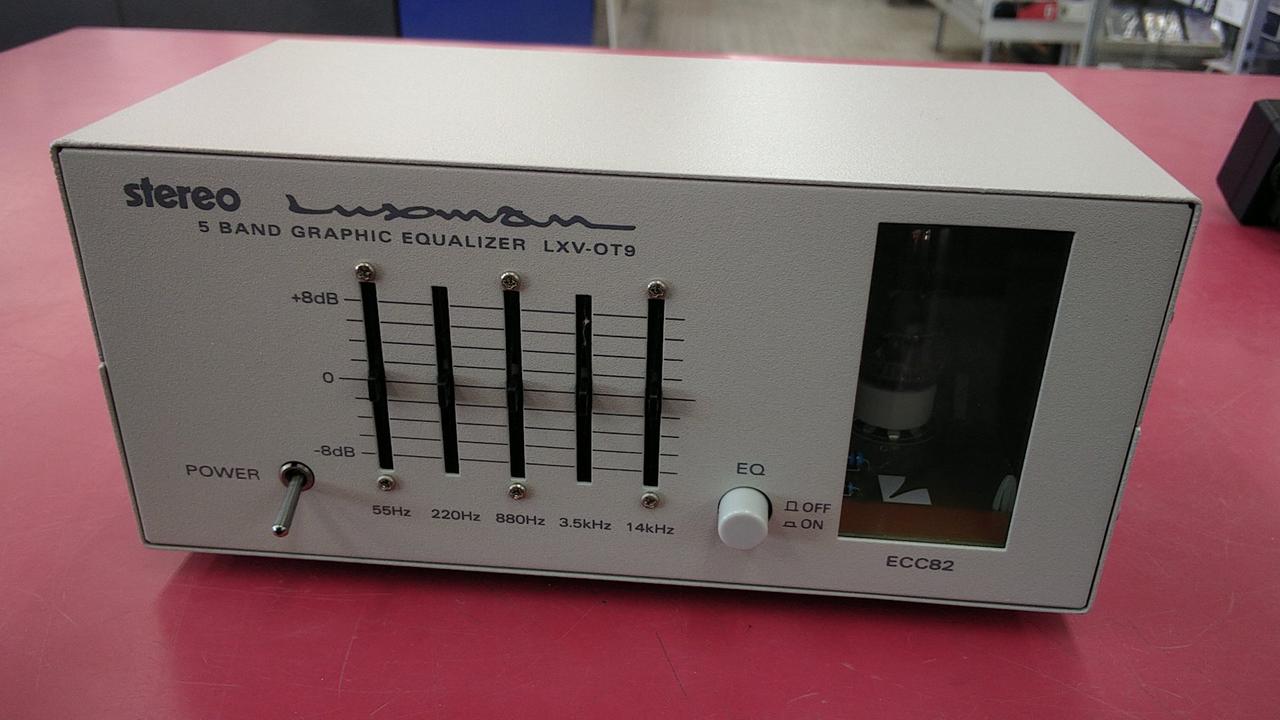 stereo Luxman
5 BAND GRAPHIC EQUALIZER LXV-OT9
+8dB
0
-8dB
POWER
55Hz 220Hz 880Hz 3.5kHz 14kHz
EQ
OFF
ON
ECC82